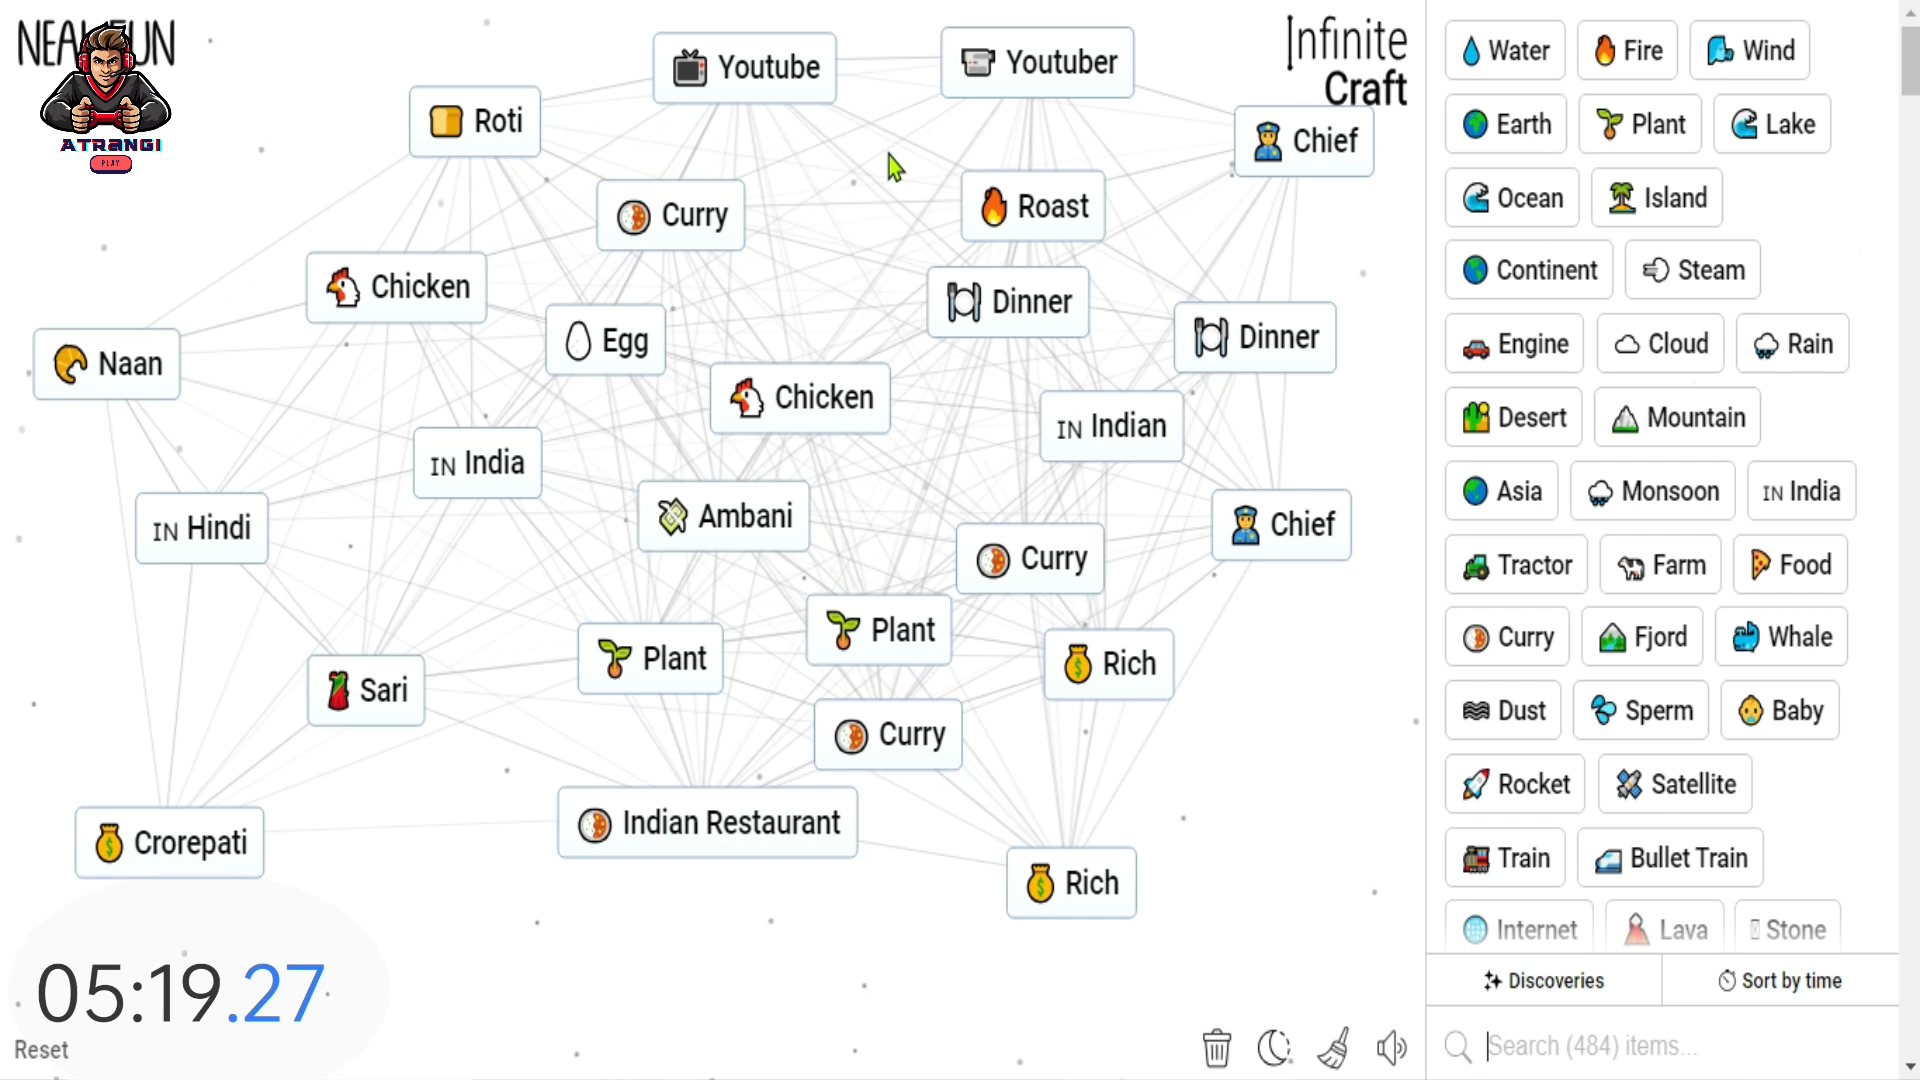 NEAL.FUN
ATRANGI
PLAY
Infinite
Craft
Youtube
Youtuber
Roti
Chief
Curry
Roast
Chicken
Dinner
Egg
Dinner
Naan
Chicken
IN Indian
IN India
Ambani
Chief
IN Hindi
Curry
Plant
Plant
Rich
Sari
Curry
Indian Restaurant
Crorepati
Rich
05:19.27
Reset
Water Fire Wind
Earth Plant Lake
Ocean Island
Continent Steam
Engine Cloud Rain
Desert Mountain
Asia Monsoon IN India
Tractor Farm Food
Curry Fjord Whale
Dust Sperm Baby
Rocket Satellite
Train Bullet Train
Internet Lava Stone
Discoveries Sort by time
Search (484) items...